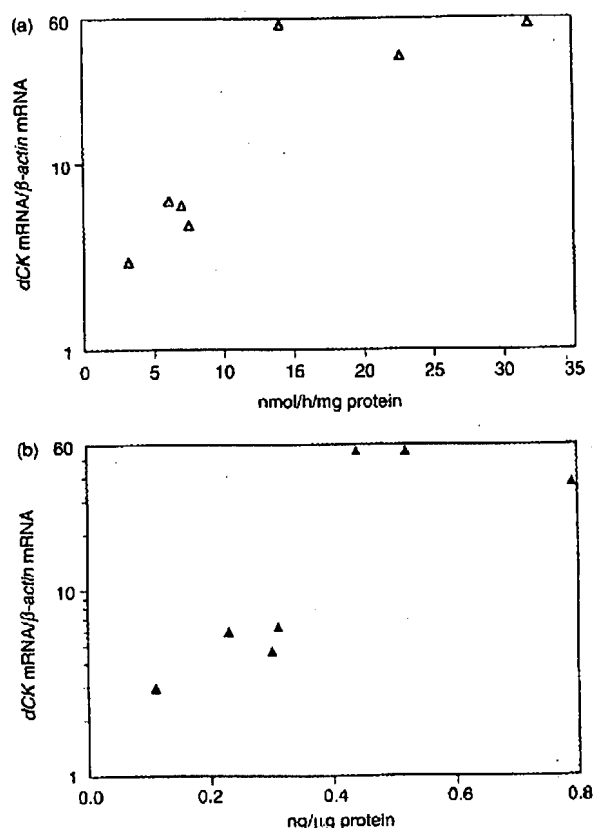 (a)
60
10
1
dCK mRNA/β-actin mRNA
0 5 10 15 20 25 30 35
nmol/h/mg protein
(b)
60
10
1
dCK mRNA/β-actin mRNA
0.0 0.2 0.4 0.6 0.8
ng/μg protein